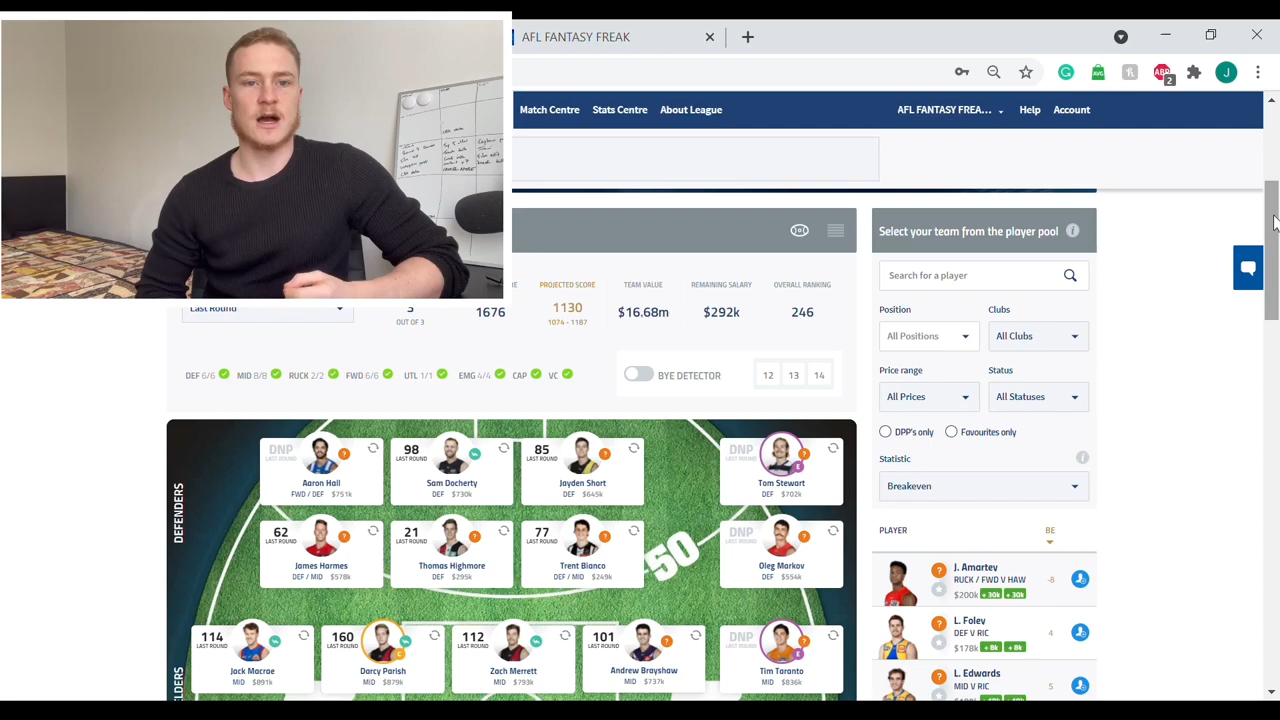 AFL FANTASY FREAK
2
J
Match Centre Stats Centre About League AFL FANTASY FREAK... Help Account
Select your team from the player pool
Search for a player
Position Clubs
All Positions All Clubs
Price range Status
All Prices All Statuses
DPP's only Favourites only
Statistic
Breakeven
PLAYER BE
J. Amartey
RUCK / FWD V HAW -8
$200k + 30k + 30k
L. Foley
DEF V RIC 4
$178k + 8k + 8k
L. Edwards
MID V RIC 5
PROJECTED SCORE TEAM VALUE REMAINING SALARY OVERALL RANKING
Last Round 1676 1130 $16.68m $292k 246
OUT OF 3 1074 - 1187
DEF 6/6 MID 8/8 RUCK 2/2 FWD 6/6 UTL 1/1 EMG 4/4 CAP VC BYE DETECTOR 12 13 14
DEFENDERS
50
DNP LAST ROUND Aaron Hall FWD / DEF $751k
98 LAST ROUND Sam Docherty DEF $730k
85 LAST ROUND Jayden Short DEF $645k
DNP LAST ROUND E Tom Stewart DEF $702k
62 LAST ROUND James Harmes DEF / MID $578k
21 LAST ROUND Thomas Highmore DEF $295k
77 LAST ROUND Trent Bianco DEF / MID $249k
DNP LAST ROUND Oleg Markov DEF $554k
114 LAST ROUND Jack Macrae MID $891k
160 LAST ROUND C Darcy Parish MID $879k
112 LAST ROUND Zach Merrett MID $793k
101 LAST ROUND Andrew Brayshaw MID $737k
DNP LAST ROUND E Tim Taranto MID $836k